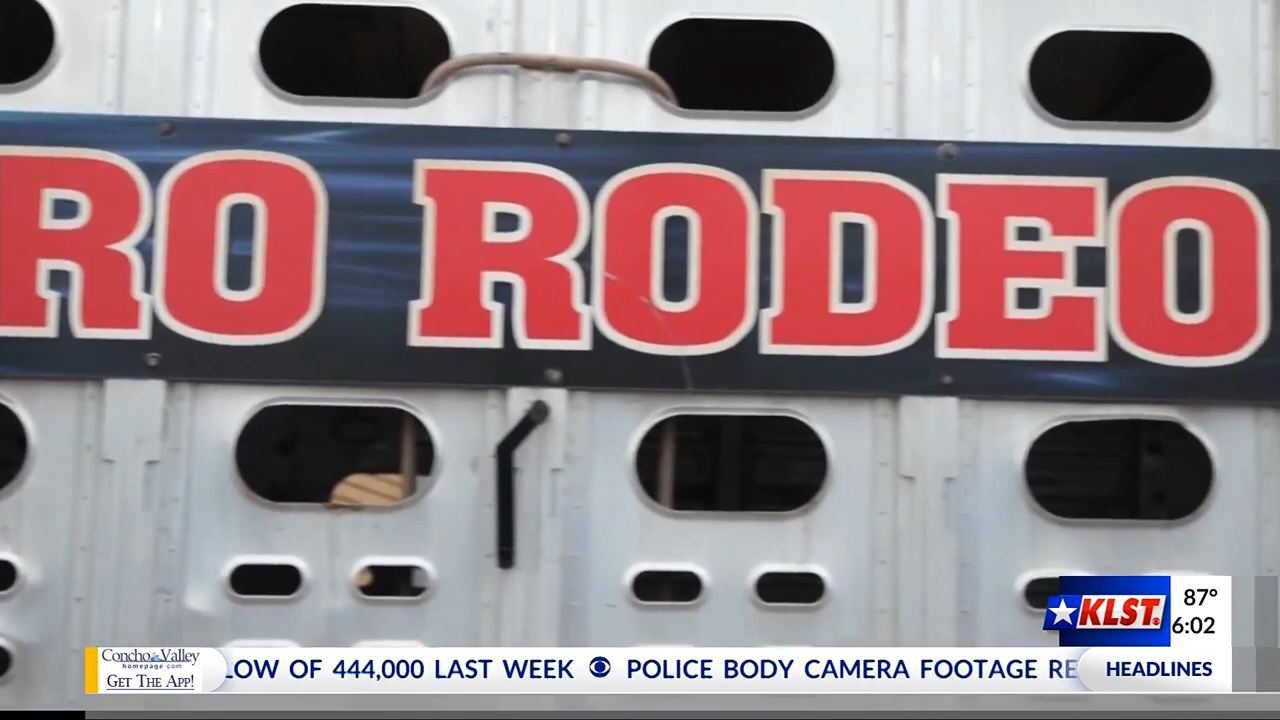 RO RODEO
KLST
87°
6:02
Concho Valley
homepage.com
GET THE APP!
LOW OF 444,000 LAST WEEK POLICE BODY CAMERA FOOTAGE RE
HEADLINES